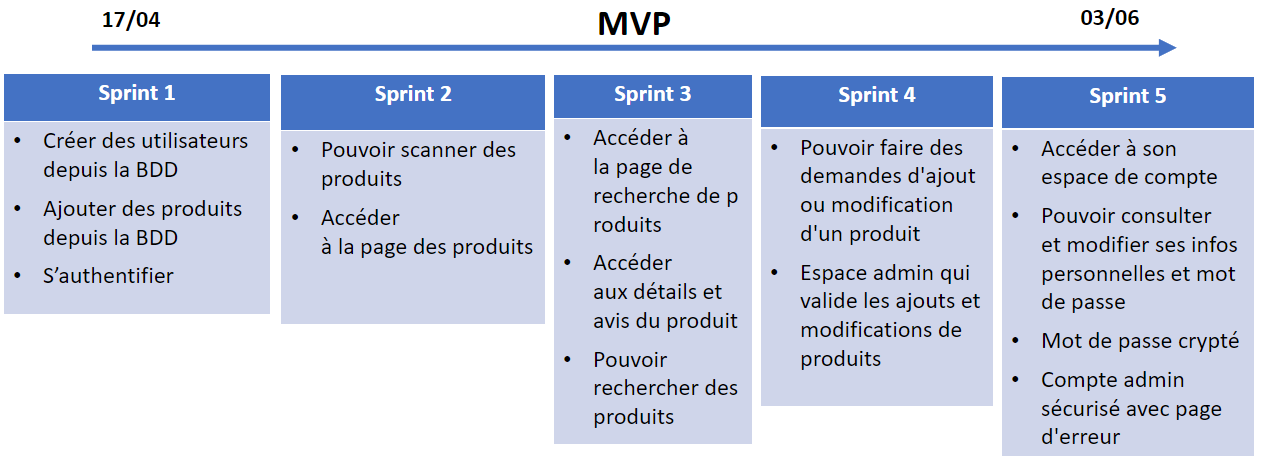 17/04
MVP
03/06
Sprint 1
• Créer des utilisateurs
depuis la BDD
• Ajouter des produits
depuis la BDD
• S’authentifier
Sprint 2
• Pouvoir scanner des
produits
• Accéder
à la page des produits
Sprint 3
• Accéder à
la page de
recherche de p
roduits
• Accéder
aux détails et
avis du produit
• Pouvoir
rechercher des
produits
Sprint 4
• Pouvoir faire des
demandes d'ajout
ou modification
d'un produit
• Espace admin qui
valide les ajouts et
modifications de
produits
Sprint 5
• Accéder à son
espace de compte
• Pouvoir consulter
et modifier ses infos
personnelles et mot
de passe
• Mot de passe crypté
• Compte admin
sécurisé avec page
d'erreur